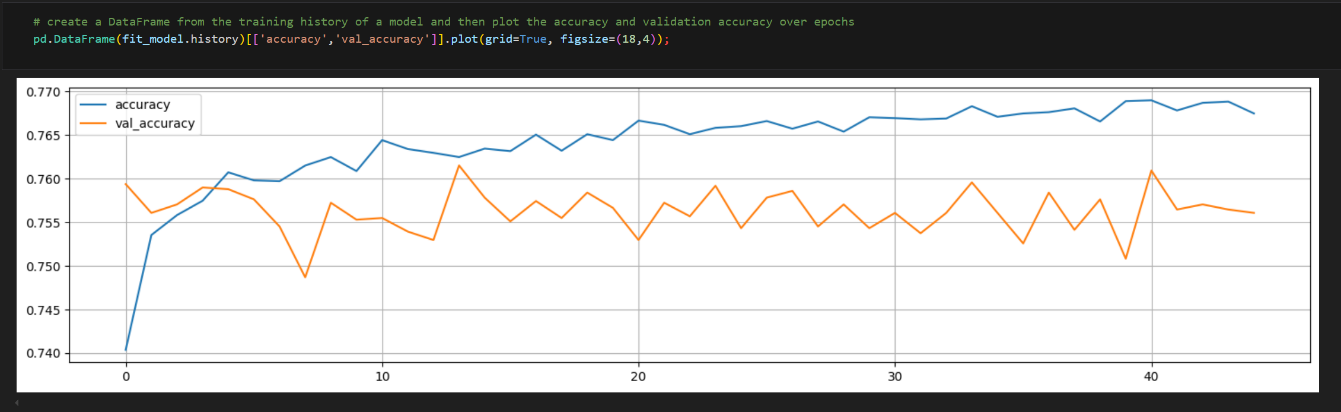 # create a DataFrame from the training history of a model and then plot the accuracy and validation accuracy over epochs
pd.DataFrame(fit_model.history)[['accuracy','val_accuracy']].plot(grid=True, figsize=(18,4));
0.770
accuracy
val_accuracy
0.765
0.760
0.755
0.750
0.745
0.740
0 10 20 30 40